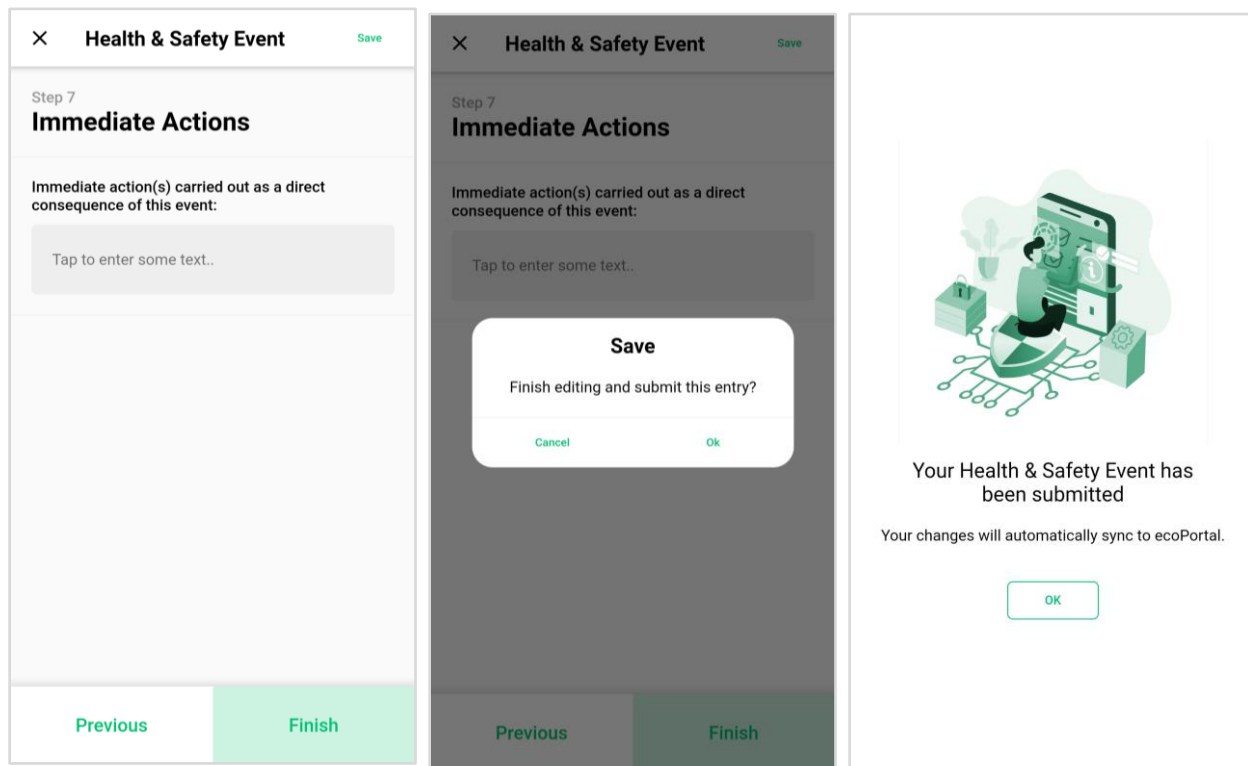 Health & Safety Event
Save
Step 7
Immediate Actions
Immediate action(s) carried out as a direct
consequence of this event:
Tap to enter some text..
Previous
Finish
Health & Safety Event
Save
Step 7
Immediate Actions
Immediate action(s) carried out as a direct
consequence of this event:
Tap to enter some text..
Save
Finish editing and submit this entry?
Cancel
Ok
Previous
Finish
Your Health & Safety Event has
been submitted
Your changes will automatically sync to ecoPortal.
OK